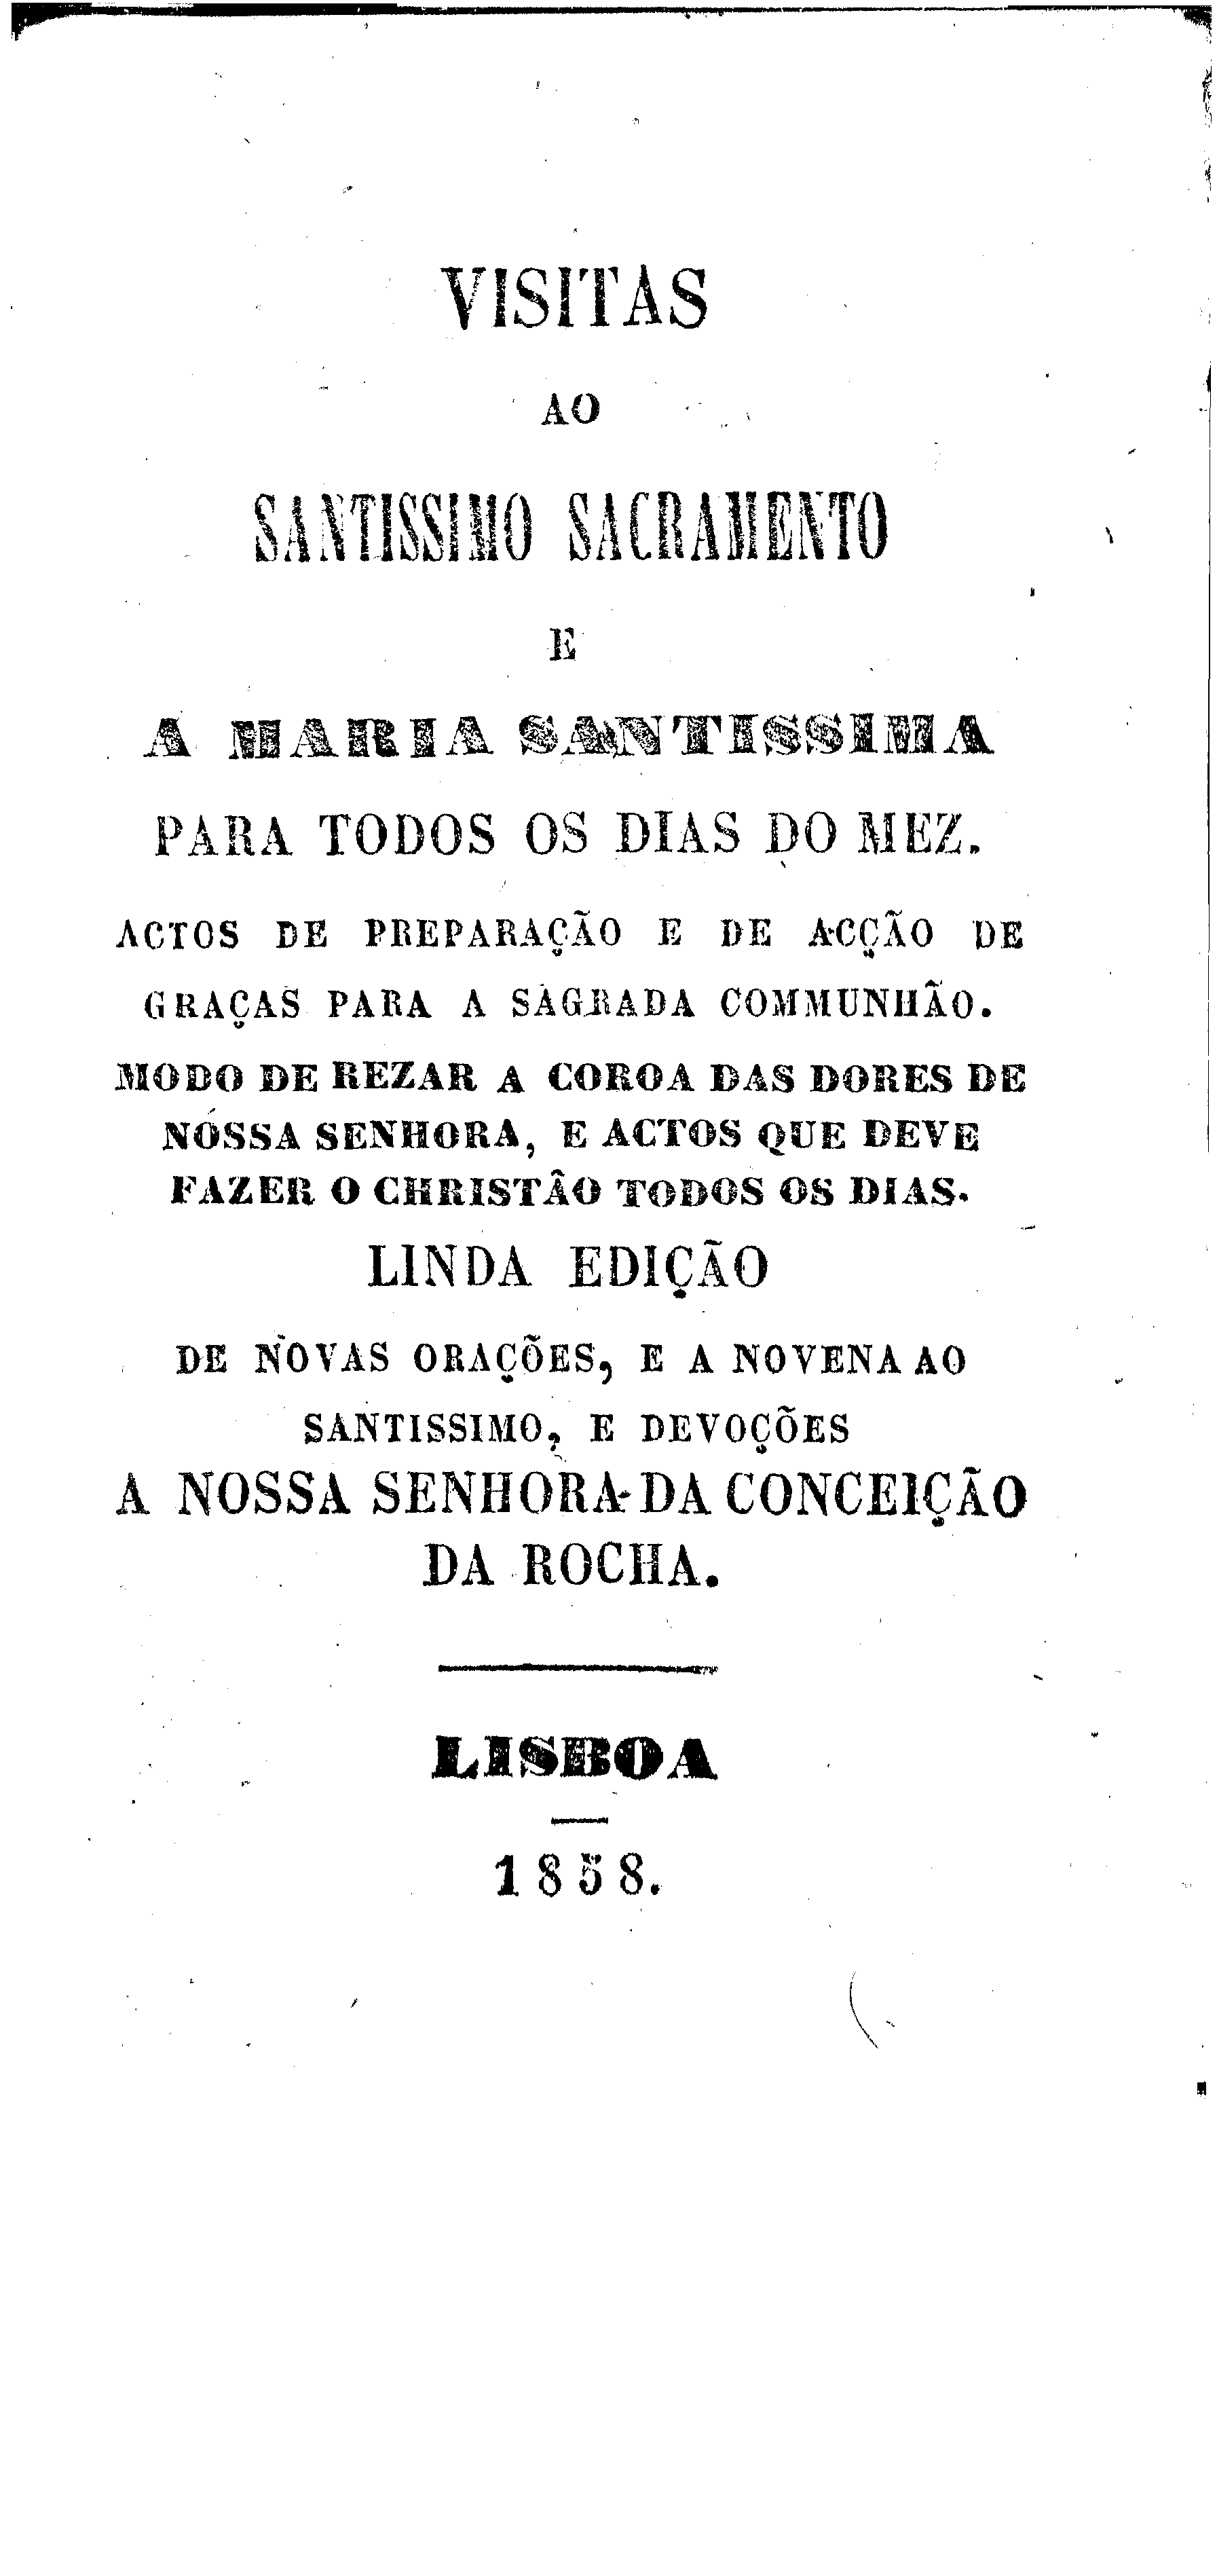 VISITAS
AO
SANTISSIMO SACRAMENTO
E
A MARIA SANTISSIMA
PARA TODOS OS DIAS DO MEZ.
ACTOS DE PREPARAÇÃO E DE ACÇÃO DE
GRAÇAS PARA A SAGRADA COMMUNHÃO.
MODO DE REZAR A COROA DAS DORES DE
NOSSA SENHORA, E ACTOS QUE DEVE
FAZER O CHRISTÃO TODOS OS DIAS.
LINDA EDIÇÃO
DE NOVAS ORAÇÕES, E A NOVENA AO
SANTISSIMO, E DEVOÇÕES
A NOSSA SENHORA DA CONCEIÇÃO
DA ROCHA.
LISBOA
1858.